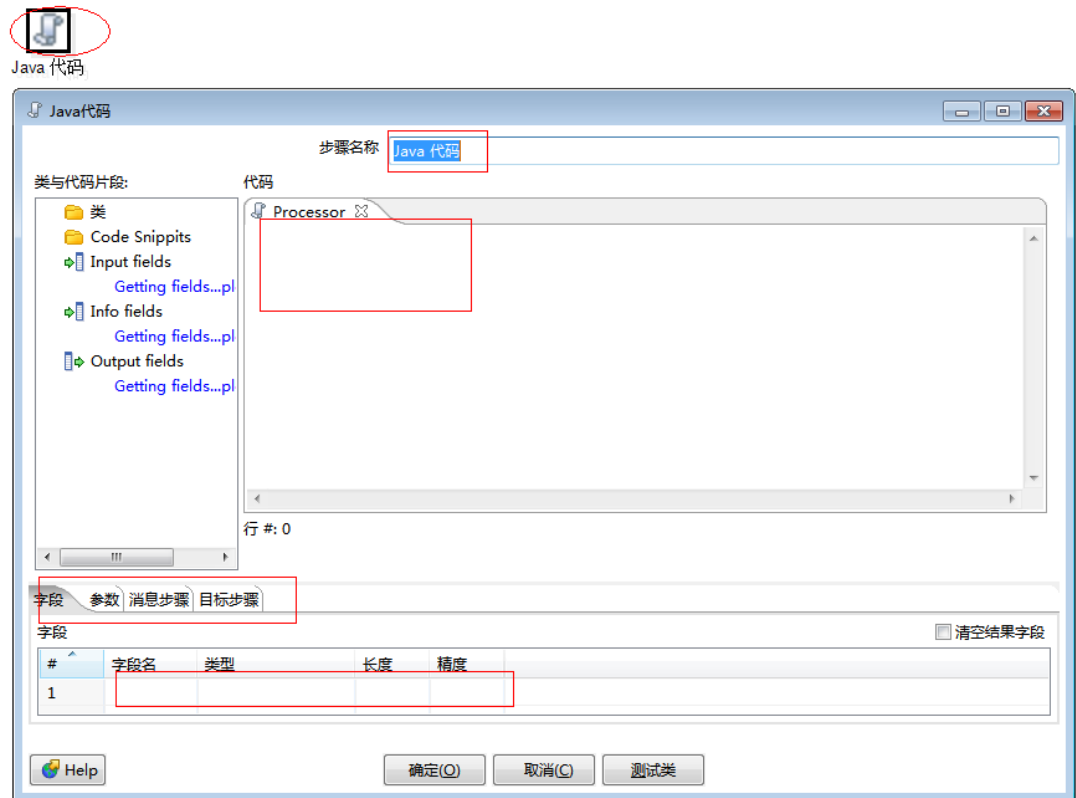 Java 代码
Java代码
步骤名称 Java 代码
类与代码片段:
代码
类
Code Snippits
Input fields
Getting fields...pl
Info fields
Getting fields...pl
Output fields
Getting fields...pl
Processor
行 #: 0
字段 参数 消息步骤 目标步骤
字段 清空结果字段
# 字段名 类型 长度 精度
1
Help 确定(O) 取消(C) 测试类